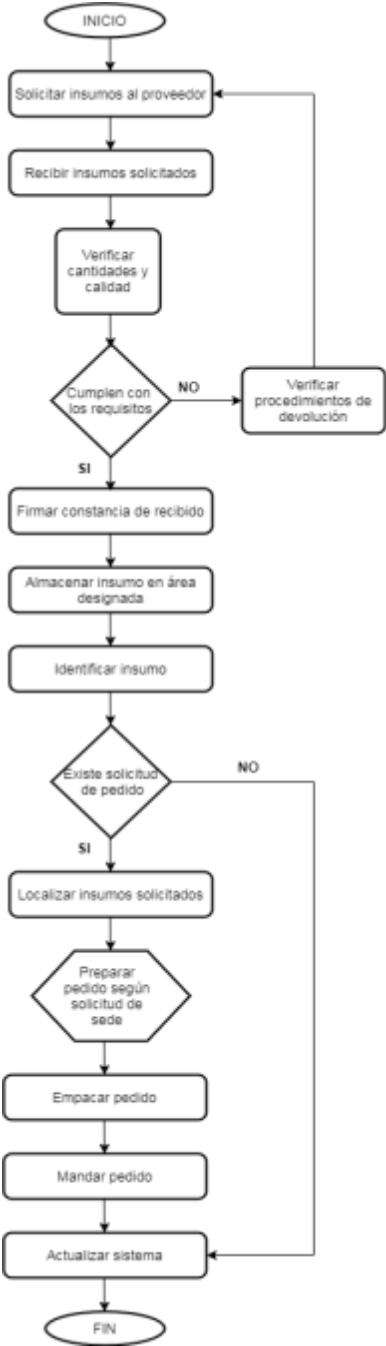 INICIO
Solicitar insumos al proveedor
Recibir insumos solicitados
Verificar
cantidades y
calidad
Cumplen con
los requisitos
NO
Verificar
procedimientos de
devolución
SI
Firmar constancia de recibido
Almacenar insumo en área
designada
Identificar insumo
Existe solicitud
de pedido
NO
SI
Localizar insumos solicitados
Preparar
pedido según
solicitud de
sede
Empacar pedido
Mandar pedido
Actualizar sistema
FIN